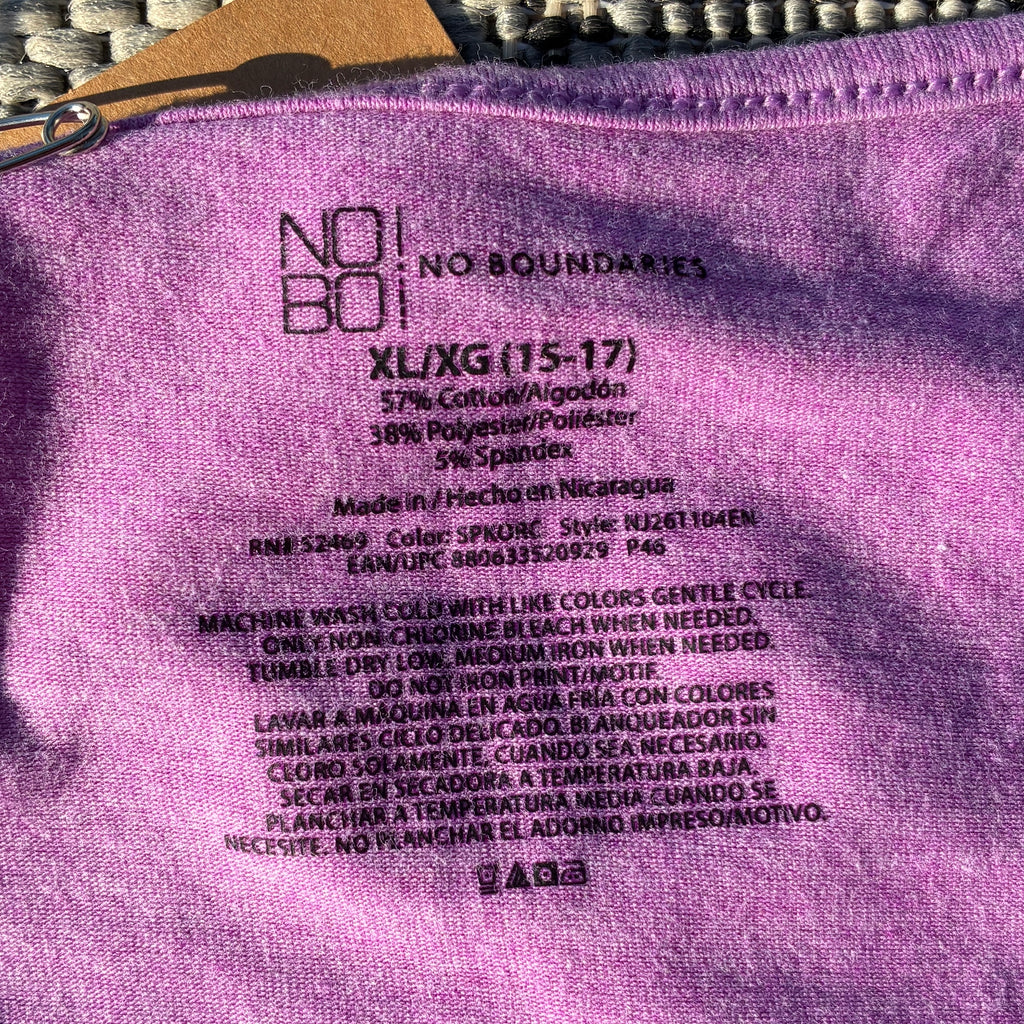 NO!
BO!
NO BOUNDARIES
XL/XG (15-17)
57% Cotton/Algodón
38% Polyester/Poliéster
5% Spandex
Made in / Hecho en Nicaragua
RN# 52469 Color: SPKORC Style: NJ26T104EN
EAN/UPC 880633520929 P46
MACHINE WASH COLD WITH LIKE COLORS GENTLE CYCLE
ONLY NON-CHLORINE BLEACH WHEN NEEDED.
TUMBLE DRY LOW. MEDIUM IRON WHEN NEEDED.
DO NOT IRON PRINT/MOTIF.
LAVAR A MÁQUINA EN AGUA FRÍA CON COLORES
SIMILARES CICLO DELICADO. BLANQUEADOR SIN
CLORO SOLAMENTE, CUANDO SEA NECESARIO.
SECAR EN SECADORA A TEMPERATURA BAJA.
PLANCHAR A TEMPERATURA MEDIA CUANDO SE
NECESITE. NO PLANCHAR EL ADORNO IMPRESO/MOTIVO.